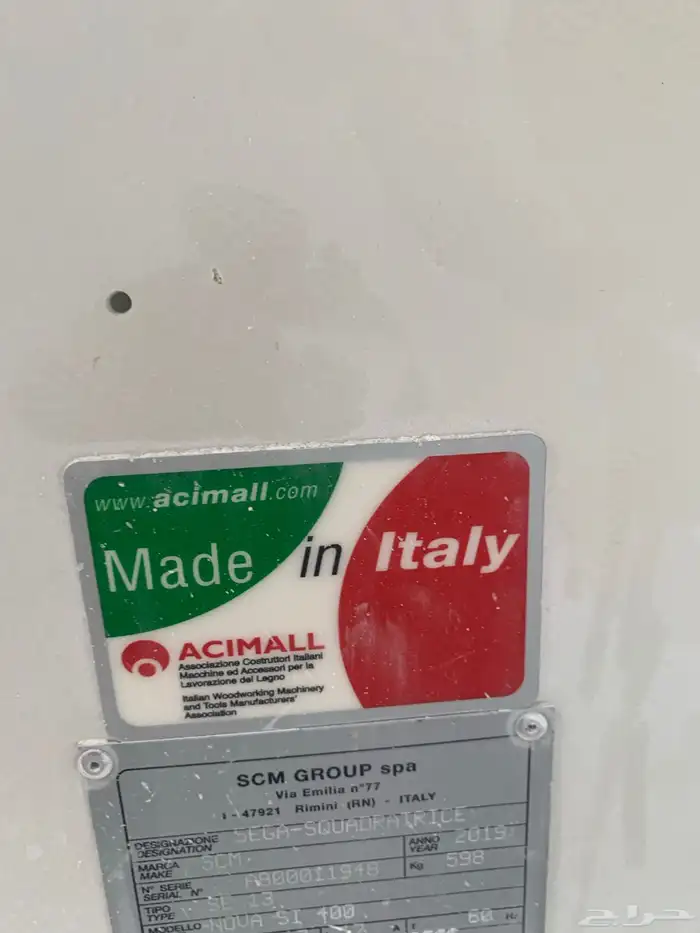 www.acimall.com
Made in Italy
ACIMALL
Associazione Costruttori Italiani
Macchine ed Accessori per la
Lavorazione del Legno
Italian Woodworking Machinery
and Tools Manufacturers'
Association
SCM GROUP spa
Via Emilia n°77
I - 47921 Rimini (RN) - ITALY
DESIGNAZIONE
DESIGNATION
SEGA-SQUADRATRICE
ANNO
YEAR
2019
MARCA
MAKE
SCM
Kg
598
N° SERIE
SERIAL N°
AB00011948
TIPO
TYPE
SE 13
MODELLO
NOVA SI 400
60 Hz
A
حراج